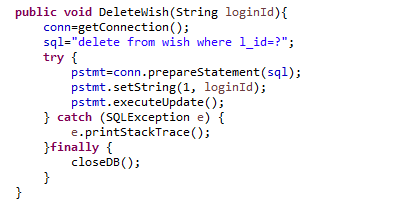 public void DeleteWish(String loginId){
    conn=getConnection();
    sql="delete from wish where l_id=?";
    try {
        pstmt=conn.prepareStatement(sql);
        pstmt.setString(1, loginId);
        pstmt.executeUpdate();
    } catch (SQLException e) {
        e.printStackTrace();
    }finally {
        closeDB();
    }
}